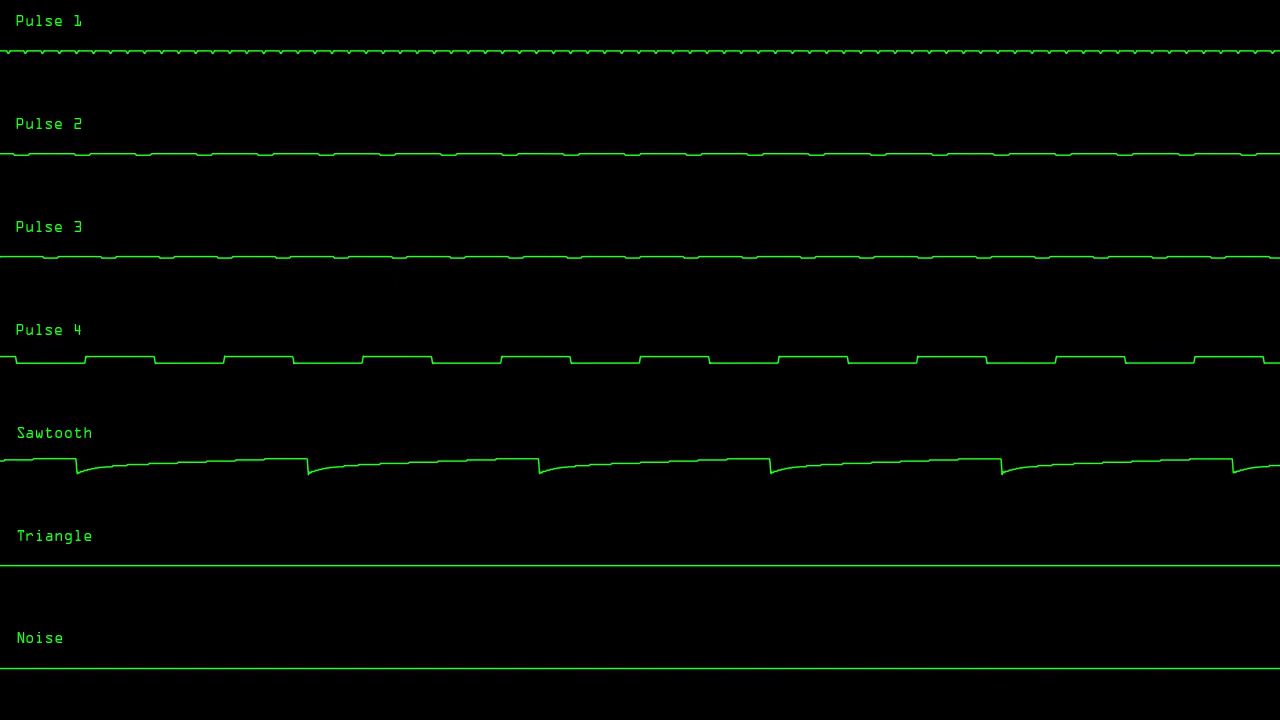 Pulse 1
Pulse 2
Pulse 3
Pulse 4
Sawtooth
Triangle
Noise